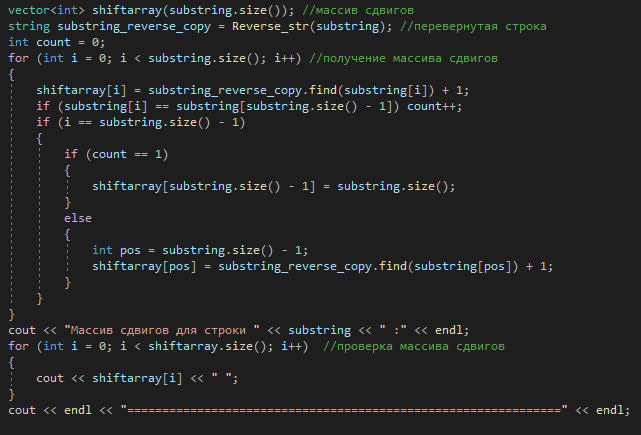 vector<int> shiftarray(substring.size()); //массив сдвигов
string substring_reverse_copy = Reverse_str(substring); //перевернутая строка
int count = 0;
for (int i = 0; i < substring.size(); i++) //получение массива сдвигов
{
shiftarray[i] = substring_reverse_copy.find(substring[i]) + 1;
if (substring[i] == substring[substring.size() - 1]) count++;
if (i == substring.size() - 1)
{
if (count == 1)
{
shiftarray[substring.size() - 1] = substring.size();
}
else
{
int pos = substring.size() - 1;
shiftarray[pos] = substring_reverse_copy.find(substring[pos]) + 1;
}
}
}
cout << "Массив сдвигов для строки " << substring << " :" << endl;
for (int i = 0; i < shiftarray.size(); i++) //проверка массива сдвигов
{
cout << shiftarray[i] << " ";
}
cout << endl << "==============================================================" << endl;